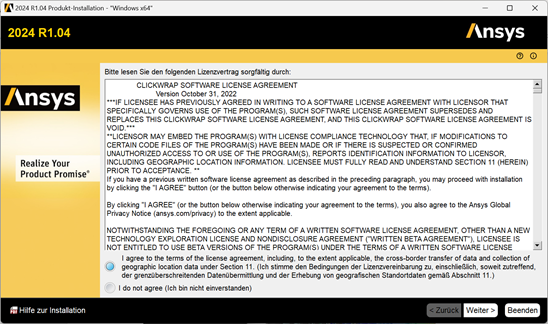 2024 R1.04 Produkt-Installation - "Windows x64"
2024 R1.04
Ansys
Ansys
Realize Your
Product Promise®
Bitte lesen Sie den folgenden Lizenzvertrag sorgfältig durch:
CLICKWRAP SOFTWARE LICENSE AGREEMENT
Version October 31, 2022
***IF LICENSEE HAS PREVIOUSLY AGREED IN WRITING TO A SOFTWARE LICENSE AGREEMENT WITH LICENSOR THAT
SPECIFICALLY GOVERNS USE OF THE PROGRAM(S), SUCH SOFTWARE LICENSE AGREEMENT SUPERSEDES AND
REPLACES THIS CLICKWRAP SOFTWARE LICENSE AGREEMENT, AND THIS CLICKWRAP SOFTWARE LICENSE AGREEMENT IS
VOID.***
**LICENSOR MAY EMBED THE PROGRAM(S) WITH LICENSE COMPLIANCE TECHNOLOGY THAT, IF MODIFICATIONS TO
CERTAIN CODE FILES OF THE PROGRAM(S) HAVE BEEN MADE OR IF THERE IS SUSPECTED OR CONFIRMED
UNAUTHORIZED ACCESS TO OR USE OF THE PROGRAM(S), REPORTS IDENTIFICATION INFORMATION TO LICENSOR,
INCLUDING GEOGRAPHIC LOCATION INFORMATION. LICENSEE MUST FULLY READ AND UNDERSTAND SECTION 11 (HEREIN)
PRIOR TO ACCEPTANCE. **
If you have a previous written software license agreement as described in the preceding paragraph, you may proceed with installation
by clicking the "I AGREE" button (or the button below otherwise indicating your agreement to the terms).
By clicking "I AGREE" (or the button below otherwise indicating your agreement to the terms), you also agree to the Ansys Global
Privacy Notice (ansys.com/privacy) to the extent applicable.
NOTWITHSTANDING THE FOREGOING OR ANY TERM OF A WRITTEN SOFTWARE LICENSE AGREEMENT, OTHER THAN A NEW
TECHNOLOGY EXPLORATION LICENSE AND NONDISCLOSURE AGREEMENT ("WRITTEN BETA AGREEMENT"), LICENSEE IS
NOT ENTITLED TO USE BETA VERSIONS OF THE PROGRAM(S) UNDER THE TERMS OF A WRITTEN SOFTWARE LICENSE
I agree to the terms of the license agreement, including, to the extent applicable, the cross-border transfer of data and collection of
geographic location data under Section 11. (Ich stimme den Bedingungen der Lizenzvereinbarung zu, einschließlich, soweit zutreffend,
der grenzüberschreitenden Datenübermittlung und der Erhebung von geografischen Standortdaten gemäß Abschnitt 11.)
I do not agree (Ich bin nicht einverstanden)
Hilfe zur Installation
< Zurück
Weiter >
Beenden